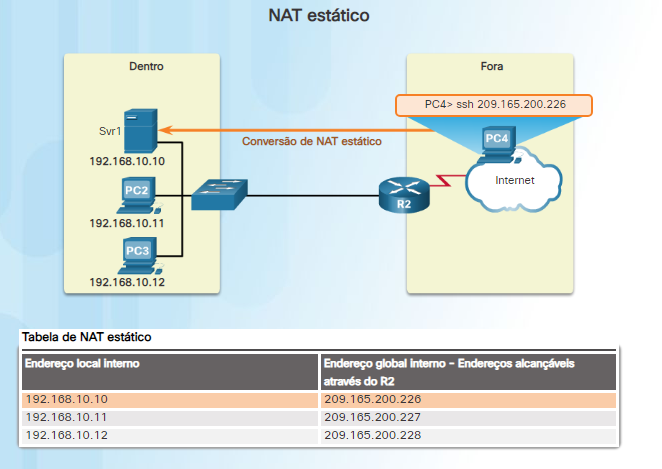 NAT estático
Dentro
Fora
PC4> ssh 209.165.200.226
Svr1
Conversão de NAT estático
PC4
192.168.10.10
Internet
PC2
R2
192.168.10.11
PC3
192.168.10.12
Tabela de NAT estático
Endereço local interno
Endereço global Interno - Endereços alcançáveis
através do R2
192.168.10.10 209.165.200.226
192.168.10.11 209.165.200.227
192.168.10.12 209.165.200.228